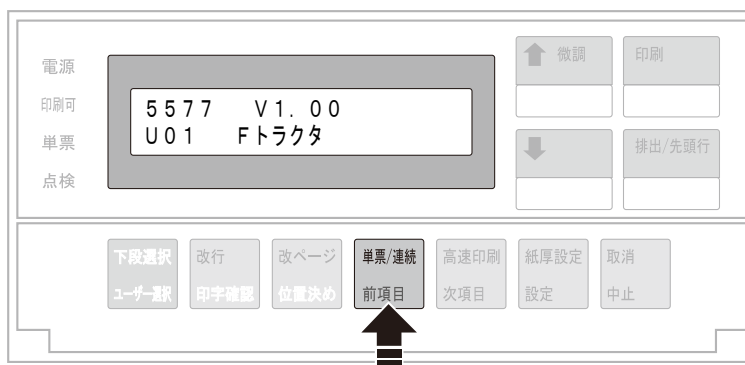 電源
印刷可
単票
点検
5577 V1.00
U01 Fトラクタ
微調
印刷
排出/先頭行
下段選択
ユーザー選択
改行
印字確認
改ページ
位置決め
単票/連続
前項目
高速印刷
次項目
紙厚設定
設定
取消
中止